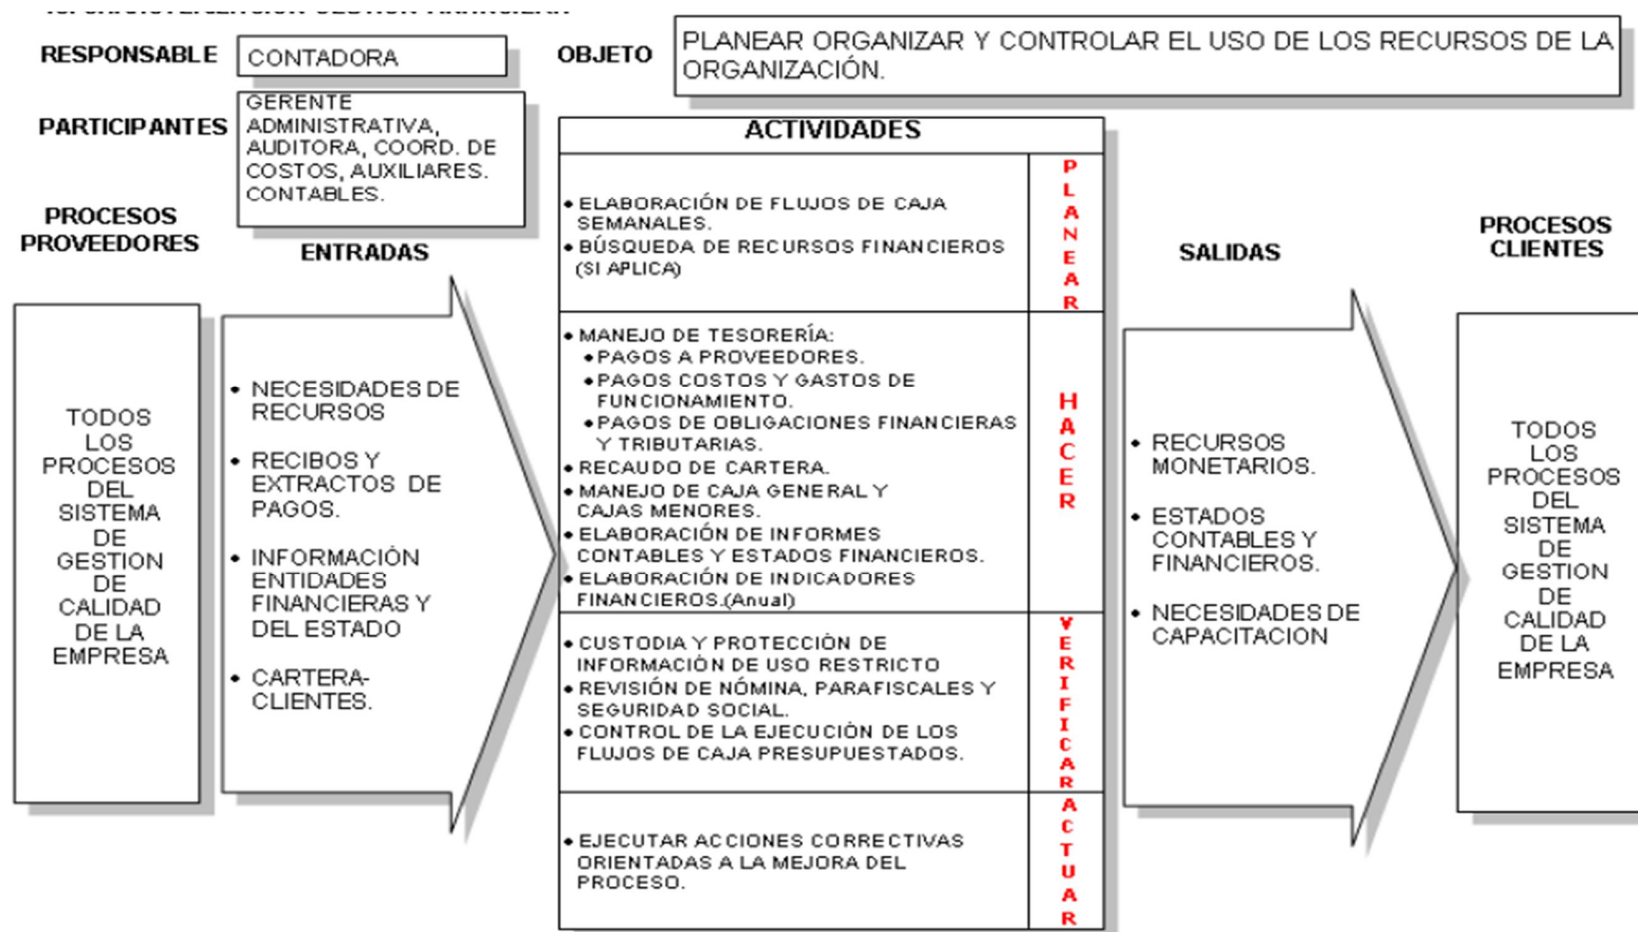 RESPONSABLE
CONTADORA
OBJETO
PLANEAR ORGANIZAR Y CONTROLAR EL USO DE LOS RECURSOS DE LA
ORGANIZACIÓN.
PARTICIPANTES
GERENTE
ADMINISTRATIVA,
AUDITORA, COORD. DE
COSTOS, AUXILIARES.
CONTABLES.
PROCESOS
PROVEEDORES
TODOS
LOS
PROCESOS
DEL
SISTEMA
DE
GESTION
DE
CALIDAD
DE LA
EMPRESA
ENTRADAS
• NECESIDADES DE
RECURSOS
• RECIBOS Y
EXTRACTOS DE
PAGOS.
• INFORMACIÓN
ENTIDADES
FINANCIERAS Y
DEL ESTADO
• CARTERA-
CLIENTES.
ACTIVIDADES
• ELABORACIÓN DE FLUJOS DE CAJA
SEMANALES.
• BÚSQUEDA DE RECURSOS FINANCIEROS
(SI APLICA)
PLANEAR
• MANEJO DE TESORERÍA:
• PAGOS A PROVEEDORES.
• PAGOS COSTOS Y GASTOS DE
FUNCIONAMIENTO.
• PAGOS DE OBLIGACIONES FINANCIERAS
Y TRIBUTARIAS.
• RECAUDO DE CARTERA.
• MANEJO DE CAJA GENERAL Y
CAJAS MENORES.
• ELABORACIÓN DE INFORMES
CONTABLES Y ESTADOS FINANCIEROS.
• ELABORACIÓN DE INDICADORES
FINANCIEROS.(Anual)
HACER
• CUSTODIA Y PROTECCIÓN DE
INFORMACIÓN DE USO RESTRICTO
• REVISIÓN DE NÓMINA, PARAFISCALES Y
SEGURIDAD SOCIAL.
• CONTROL DE LA EJECUCIÓN DE LOS
FLUJOS DE CAJA PRESUPUESTADOS.
VERIFICAR
• EJECUTAR ACCIONES CORRECTIVAS
ORIENTADAS A LA MEJORA DEL
PROCESO.
ACTUAR
SALIDAS
• RECURSOS
MONETARIOS.
• ESTADOS
CONTABLES Y
FINANCIEROS.
• NECESIDADES DE
CAPACITACION
PROCESOS
CLIENTES
TODOS
LOS
PROCESOS
DEL
SISTEMA
DE
GESTION
DE
CALIDAD
DE LA
EMPRESA